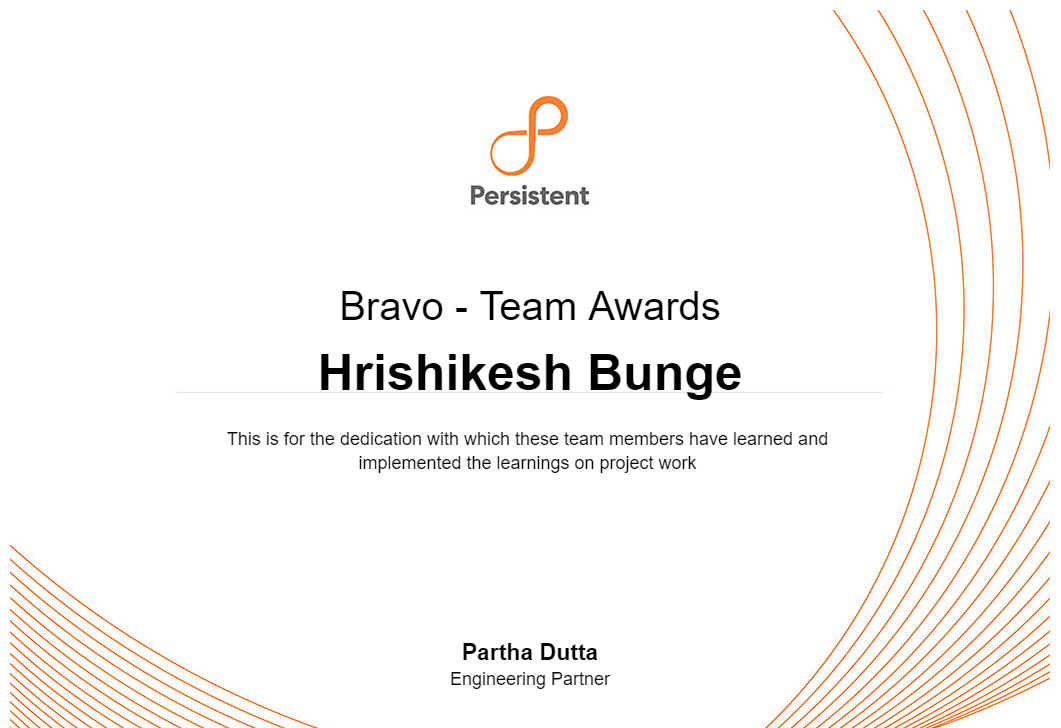 Persistent
Bravo - Team Awards
Hrishikesh Bunge
This is for the dedication with which these team members have learned and
implemented the learnings on project work
Partha Dutta
Engineering Partner